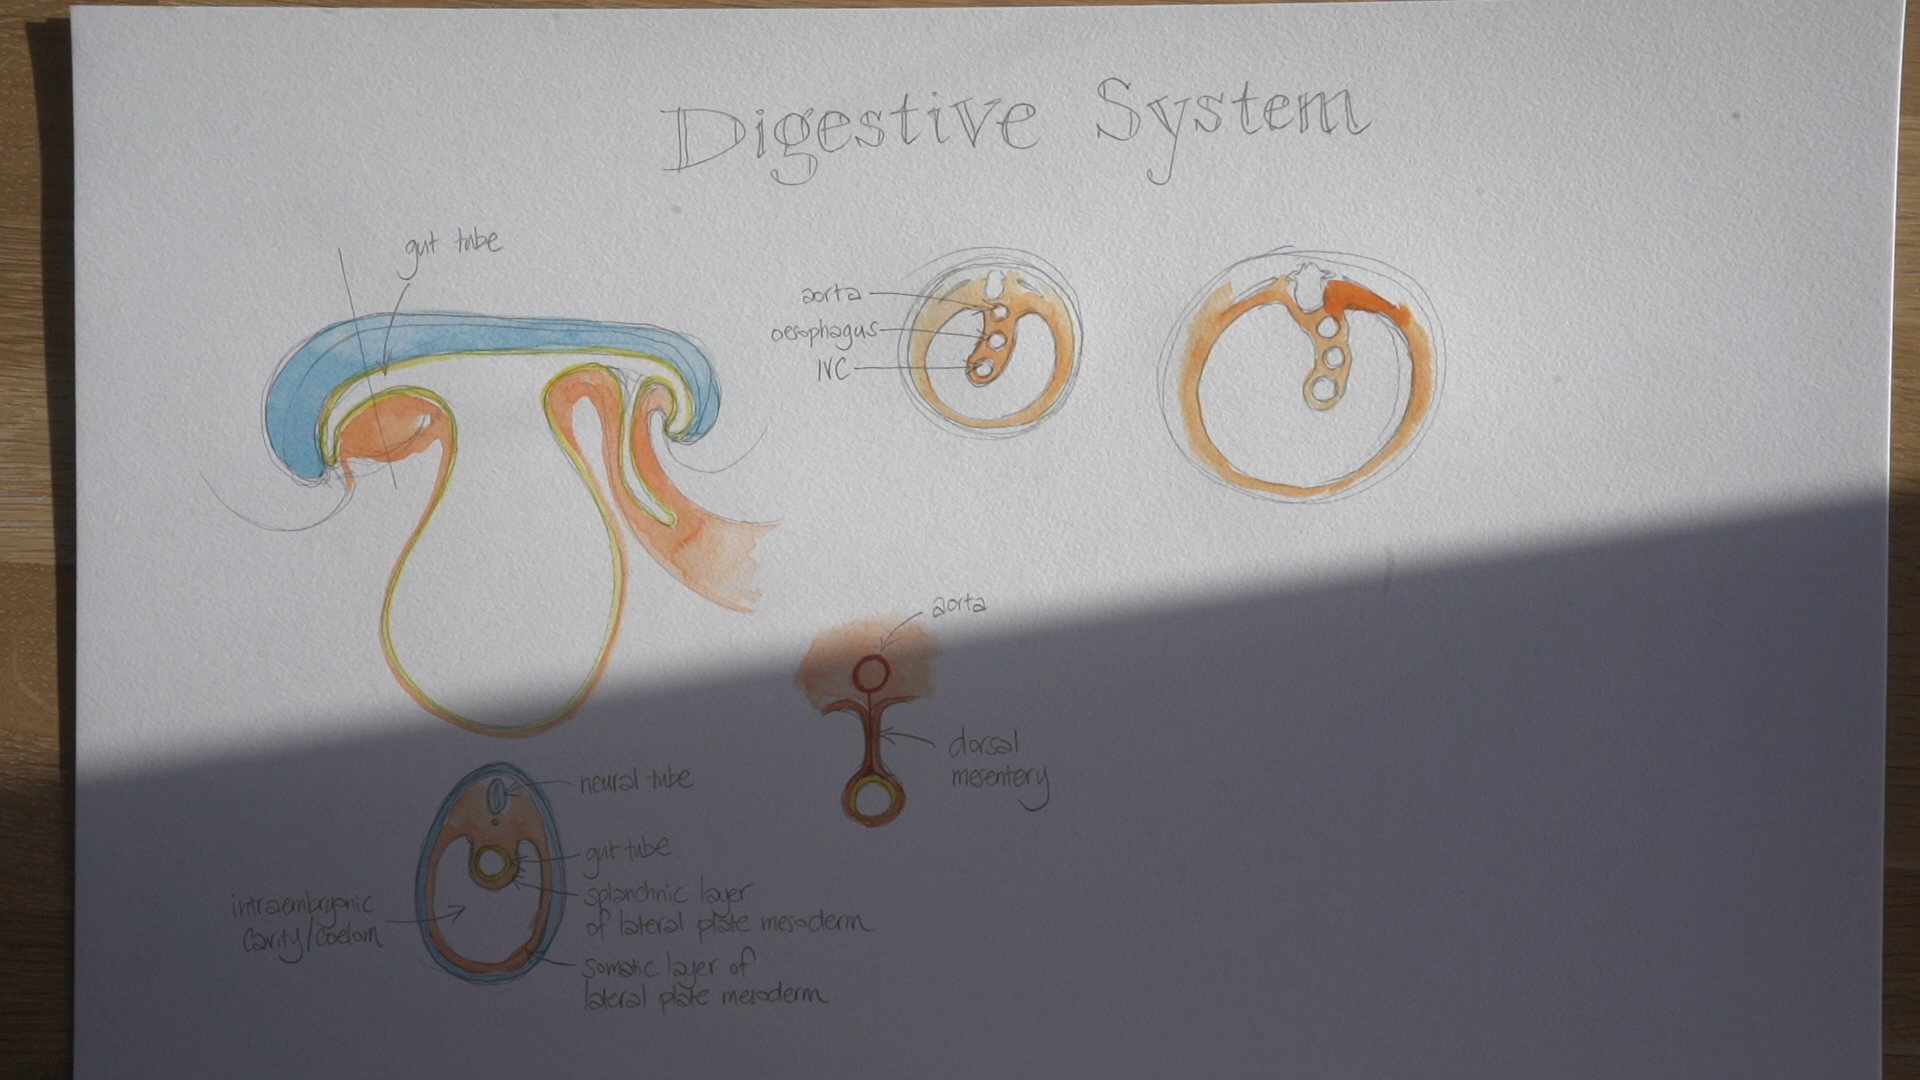 Digestive System
gut tube
aorta
oesophagus
IVC
aorta
dorsal
mesentery
neural tube
gut tube
splanchnic layer
of lateral plate mesoderm
intraembryonic
cavity/coelom
somatic layer of
lateral plate mesoderm